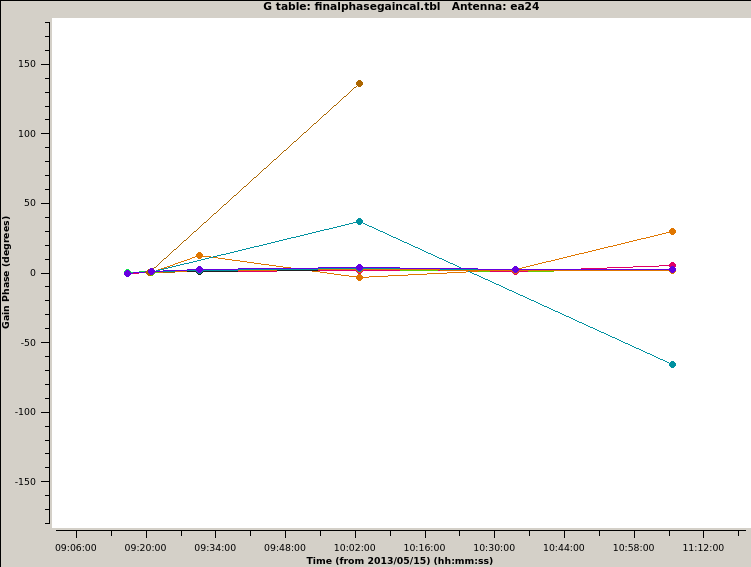 G table: finalphasegaincal.tbl   Antenna: ea24
150
100
50
0
-50
-100
-150
Gain Phase (degrees)
09:06:00 09:20:00 09:34:00 09:48:00 10:02:00 10:16:00 10:30:00 10:44:00 10:58:00 11:12:00
Time (from 2013/05/15) (hh:mm:ss)